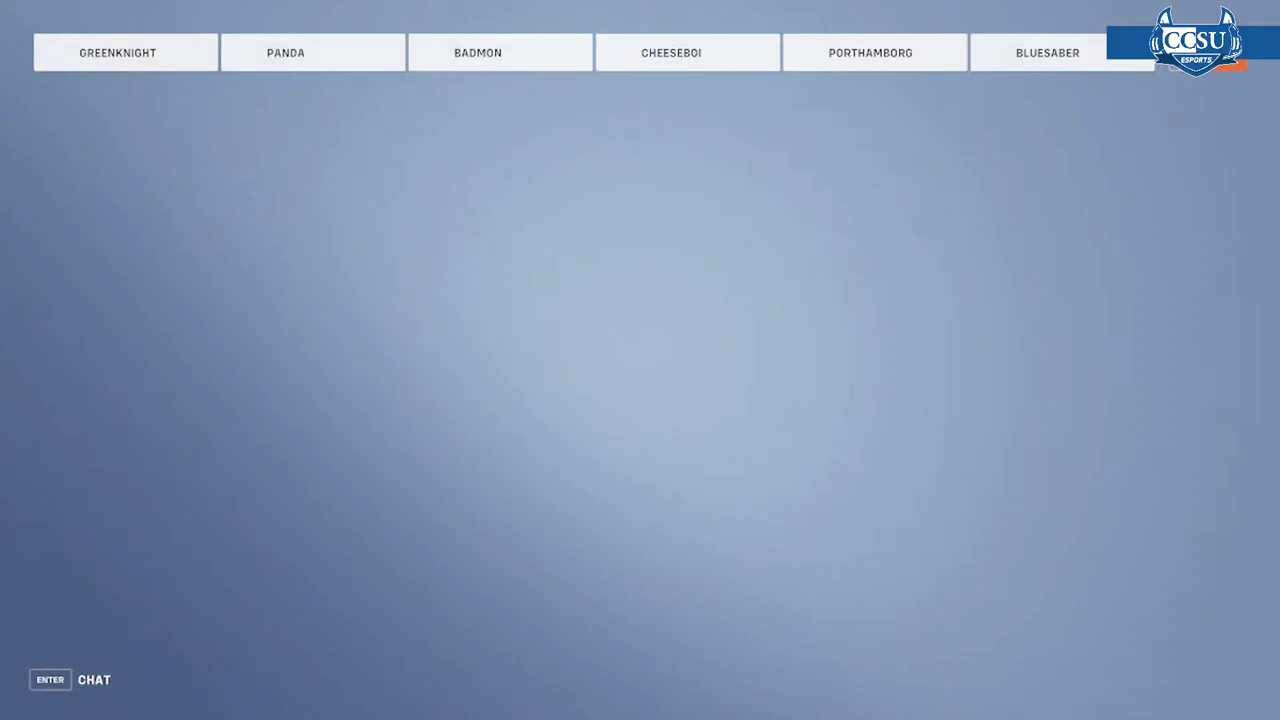 GREENKNIGHT
PANDA
BADMON
CHEESEBOI
PORTHAMBORG
BLUESABER
CCSU
ESPORTS
ENTER CHAT